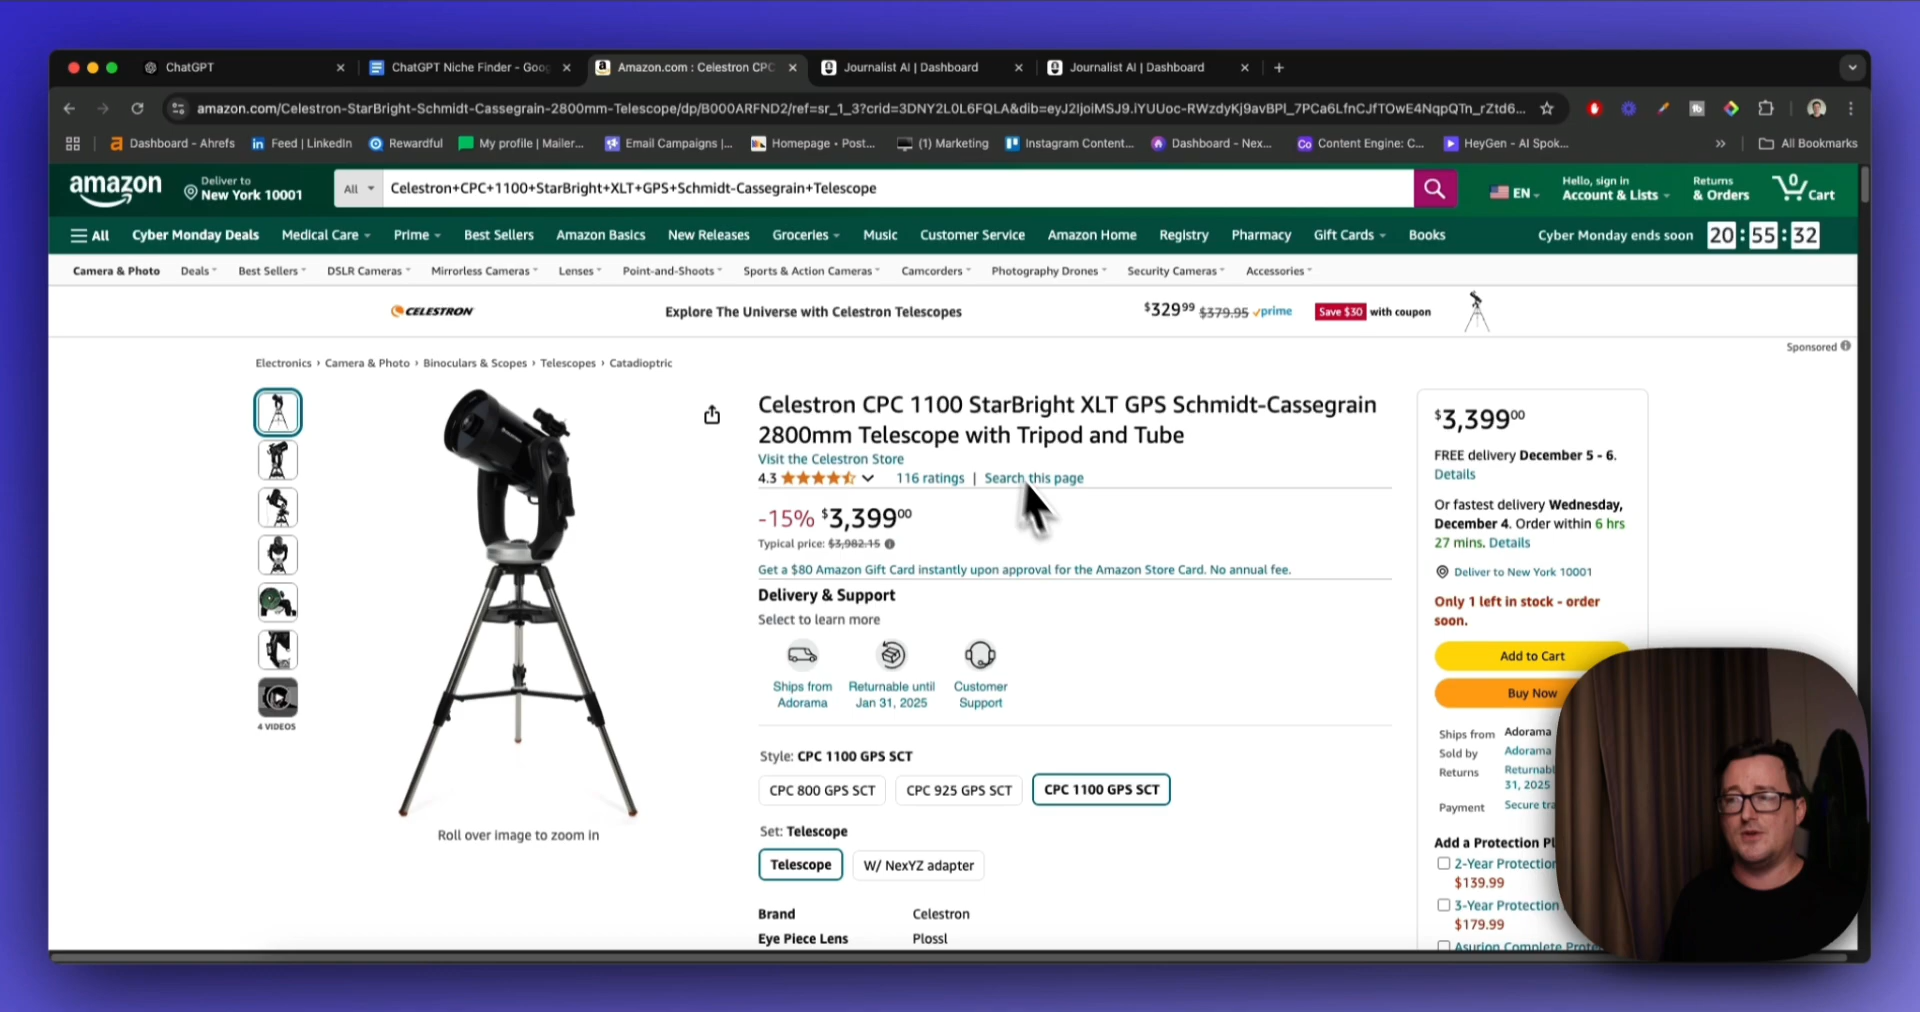 ChatGPT
ChatGPT Niche Finder - Goog
Amazon.com : Celestron CPC
Journalist AI | Dashboard
Journalist AI | Dashboard
amazon.com/Celestron-StarBright-Schmidt-Cassegrain-2800mm-Telescope/dp/B000ARFND2/ref=sr_1_3?crid=3DNY2L0L6FQLA&dib=eyJ2IjoiMSJ9.iYUUoc-RWzdyKj9avBPl_7PCa6LfnCJfTOwE4NqpQTn_rZtd6...
Dashboard - Ahrefs
Feed | LinkedIn
Rewardful
My profile | Mailer...
Email Campaigns |...
Homepage • Post...
(1) Marketing
Instagram Content...
Dashboard - Nex...
Content Engine: C...
HeyGen - AI Spok...
All Bookmarks
amazon
Deliver to
New York 10001
All
Celestron+CPC+1100+StarBright+XLT+GPS+Schmidt-Cassegrain+Telescope
EN
Hello, sign in
Account & Lists
Returns
& Orders
0
Cart
All
Cyber Monday Deals
Medical Care
Prime
Best Sellers
Amazon Basics
New Releases
Groceries
Music
Customer Service
Amazon Home
Registry
Pharmacy
Gift Cards
Books
Cyber Monday ends soon 20 : 55 : 32
Camera & Photo
Deals
Best Sellers
DSLR Cameras
Mirrorless Cameras
Lenses
Point-and-Shoots
Sports & Action Cameras
Camcorders
Photography Drones
Security Cameras
Accessories
CELESTRON
Explore The Universe with Celestron Telescopes
$329.99 $379.95 prime
Save $30 with coupon
Sponsored
Electronics › Camera & Photo › Binoculars & Scopes › Telescopes › Catadioptric
4 VIDEOS
Roll over image to zoom in
Celestron CPC 1100 StarBright XLT GPS Schmidt-Cassegrain
2800mm Telescope with Tripod and Tube
Visit the Celestron Store
4.3
116 ratings | Search this page
-15% $3,399.00
Typical price: $3,982.15
Get a $80 Amazon Gift Card instantly upon approval for the Amazon Store Card. No annual fee.
Delivery & Support
Select to learn more
Ships from
Adorama
Returnable until
Jan 31, 2025
Customer
Support
Style: CPC 1100 GPS SCT
CPC 800 GPS SCT
CPC 925 GPS SCT
CPC 1100 GPS SCT
Set: Telescope
Telescope
W/ NexYZ adapter
Brand Celestron
Eye Piece Lens Plossl
$3,399.00
FREE delivery December 5 - 6.
Details
Or fastest delivery Wednesday,
December 4. Order within 6 hrs
27 mins. Details
Deliver to New York 10001
Only 1 left in stock - order
soon.
Add to Cart
Buy Now
Ships from Adorama
Sold by Adorama
Returns Returnabl
31, 2025
Payment Secure tra
Add a Protection Pl
2-Year Protection
$139.99
3-Year Protection
$179.99
Asurion Complete Prote